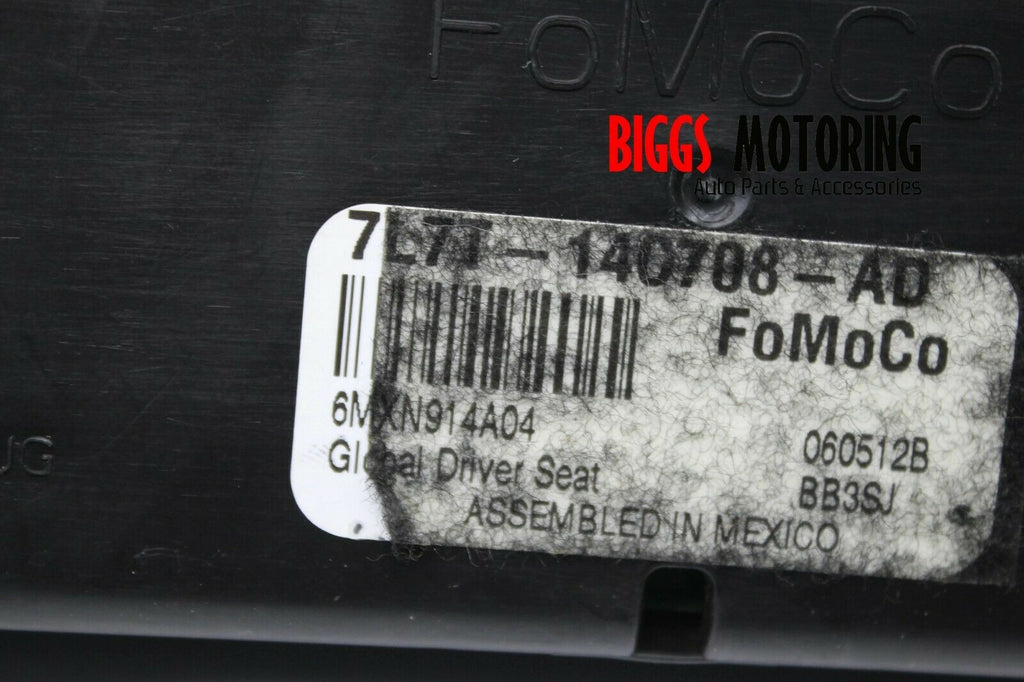 FoMoCo
BIGGS MOTORING
Auto Parts & Accessories
7L7T-14C708-AD
FoMoCo
6MXN914A04
060512B
Global Driver Seat
BB3SJ
ASSEMBLED IN MEXICO